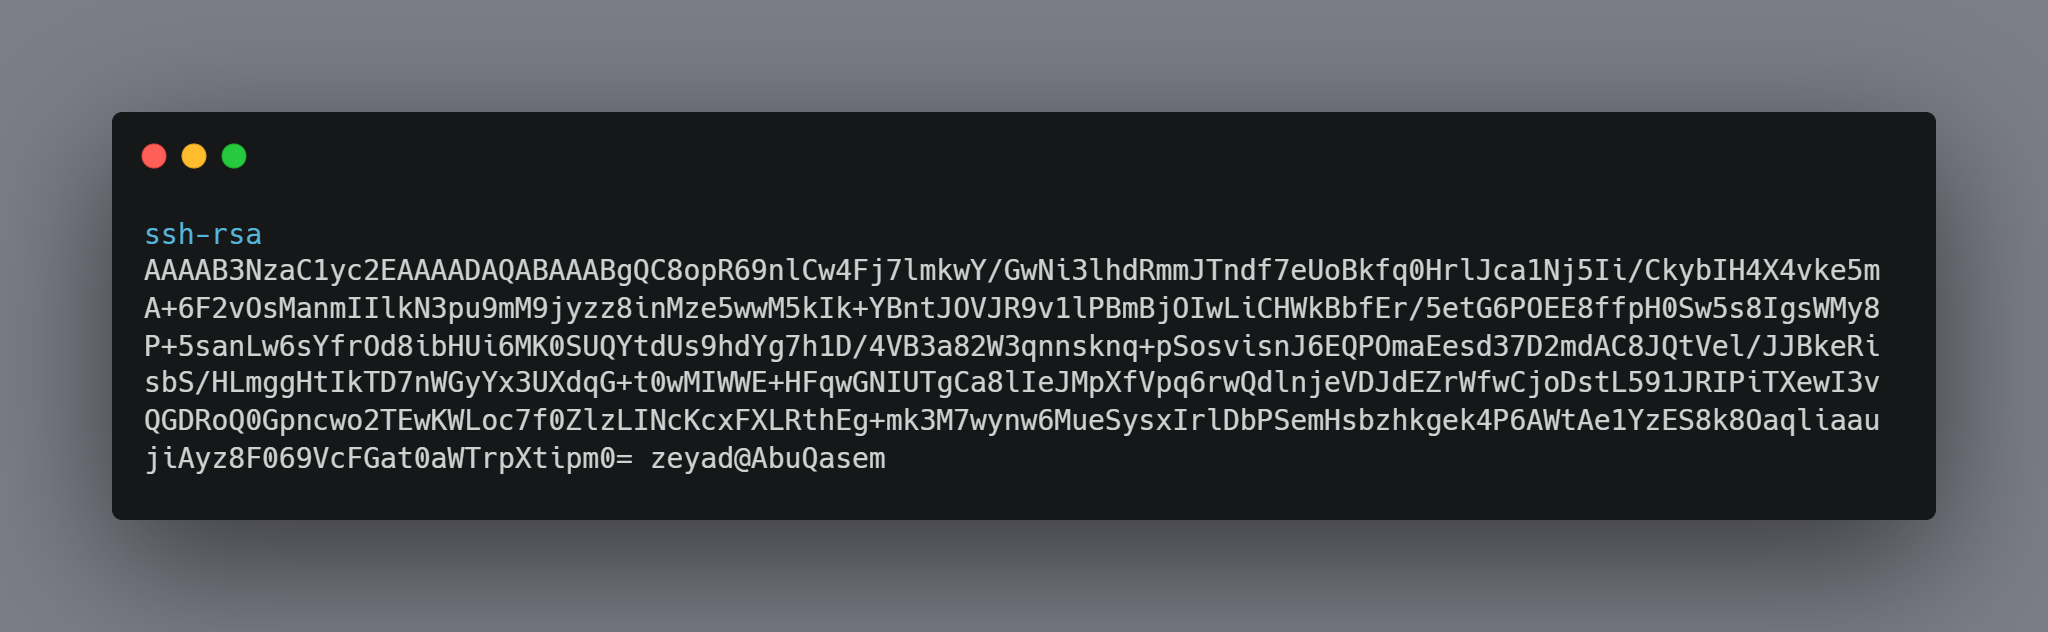 ssh-rsa
AAAAB3NzaC1yc2EAAAADAQABAAABgQC8opR69nlCw4Fj7lmkwY/GwNi3lhdRmmJTndf7eUoBkfq0HrlJca1Nj5Ii/CkybIH4X4vke5m
A+6F2vOsManmIIlkN3pu9mM9jyzz8inMze5wwM5kIk+YBntJOVJR9v1lPBmBjOIwLiCHWkBbfEr/5etG6POEE8ffpH0Sw5s8IgsWMy8
P+5sanLw6sYfrOd8ibHUi6MK0SUQYtdUs9hdYg7h1D/4VB3a82W3qnnsknq+pSosvisnJ6EQPOmaEesd37D2mdAC8JQtVel/JJBkeRi
sbS/HLmggHtIkTD7nWGyYx3UXdqG+t0wMIWWE+HFqwGNIUTgCa8lIeJMpXfVpq6rwQdlnjeVDJdEZrWfwCjoDstL591JRIPiTXewI3v
QGDRoQ0Gpncwo2TEwKWLoc7f0ZlzLINcKcxFXLRthEg+mk3M7wynw6MueSysxIrlDbPSemHsbzhkgek4P6AWtAe1YzES8k8Oaqliaau
jiAyz8F069VcFGat0aWTrpXtipm0= zeyad@AbuQasem